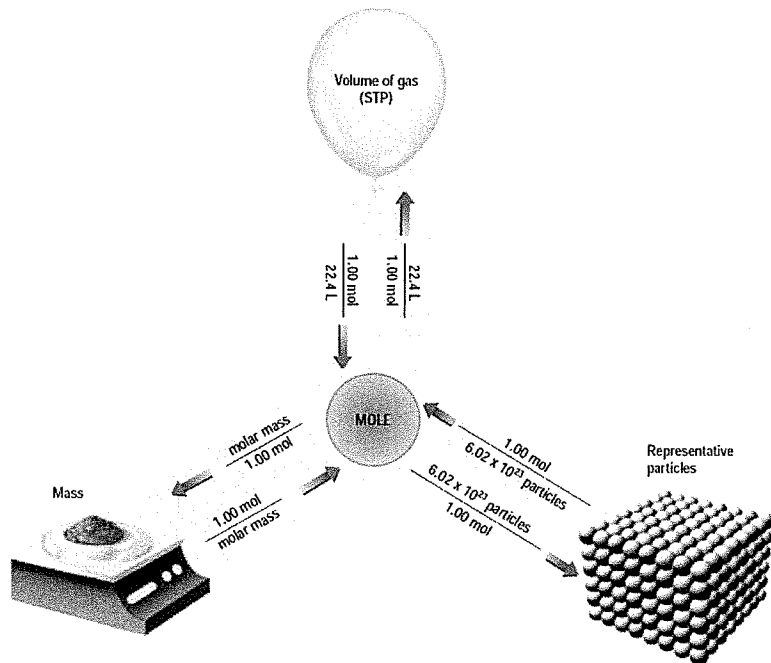 Volume of gas
(STP)
1.00 mol
22.4 L
22.4 L
1.00 mol
MOLE
molar mass
1.00 mol
1.00 mol
molar mass
Mass
1.00 mol
6.02 x 10²³ particles
6.02 x 10²³ particles
1.00 mol
Representative
particles